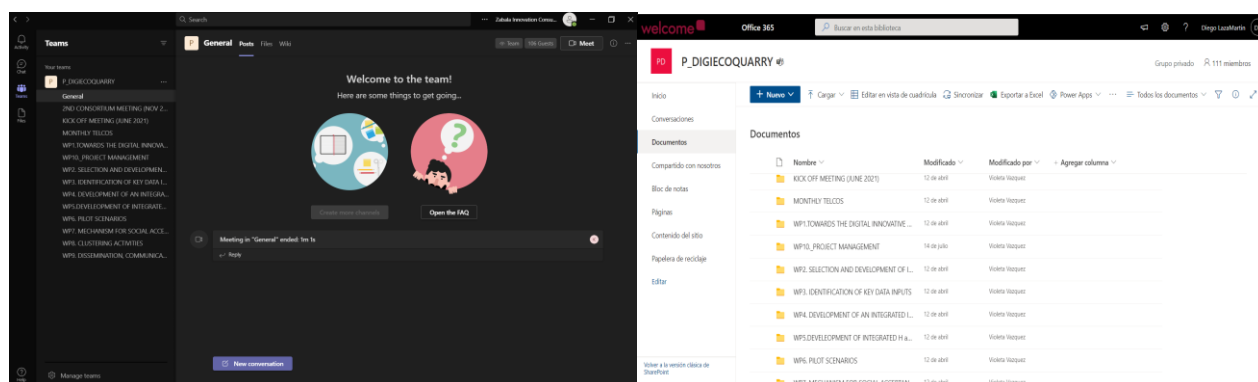 Search
Zabala Innovation Consu...
Activity
Chat
Teams
Files
Help
Teams
Your teams
P
P_DIGIECOQUARRY
General
2ND CONSORTIUM MEETING (NOV 2...
KICK OFF MEETING (JUNE 2021)
MONTHLY TELCOS
WP1.TOWARDS THE DIGITAL INNOVA...
WP10_PROJECT MANAGEMENT
WP2. SELECTION AND DEVELOPMEN...
WP3. IDENTIFICATION OF KEY DATA I...
WP4. DEVELOPMENT OF AN INTEGRA...
WP5.DEVELEOPMENT OF INTEGRATE...
WP6. PILOT SCENARIOS
WP7. MECHANISM FOR SOCIAL ACCE...
WP8. CLUSTERING ACTIVITIES
WP9. DISSEMINATION, COMMUNICA...
Manage teams
P General Posts Files Wiki
Team 106 Guests Meet
Welcome to the team!
Here are some things to get going...
Create more channels Open the FAQ
Meeting in "General" ended: 1m 1s
Reply
New conversation
welcome Office 365 Buscar en esta biblioteca Diego LasaMartin
PD P_DIGIECOQUARRY
Grupo privado 111 miembros
Inicio
Conversaciones
Documentos
Compartido con nosotros
Bloc de notas
Páginas
Contenido del sitio
Papelera de reciclaje
Editar
Volver a la versión clásica de
SharePoint
+ Nuevo Cargar Editar en vista de cuadrícula Sincronizar Exportar a Excel Power Apps ... Todos los documentos
Documentos
Nombre Modificado Modificado por + Agregar columna
KICK OFF MEETING (JUNE 2021) 12 de abril Violeta Vazquez
MONTHLY TELCOS 12 de abril Violeta Vazquez
WP1.TOWARDS THE DIGITAL INNOVATIVE ... 12 de abril Violeta Vazquez
WP10_PROJECT MANAGEMENT 14 de julio Violeta Vazquez
WP2. SELECTION AND DEVELOPMENT OF I... 12 de abril Violeta Vazquez
WP3. IDENTIFICATION OF KEY DATA INPUTS 12 de abril Violeta Vazquez
WP4. DEVELOPMENT OF AN INTEGRATED I... 12 de abril Violeta Vazquez
WP5.DEVELEOPMENT OF INTEGRATED H a... 12 de abril Violeta Vazquez
WP6. PILOT SCENARIOS 12 de abril Violeta Vazquez